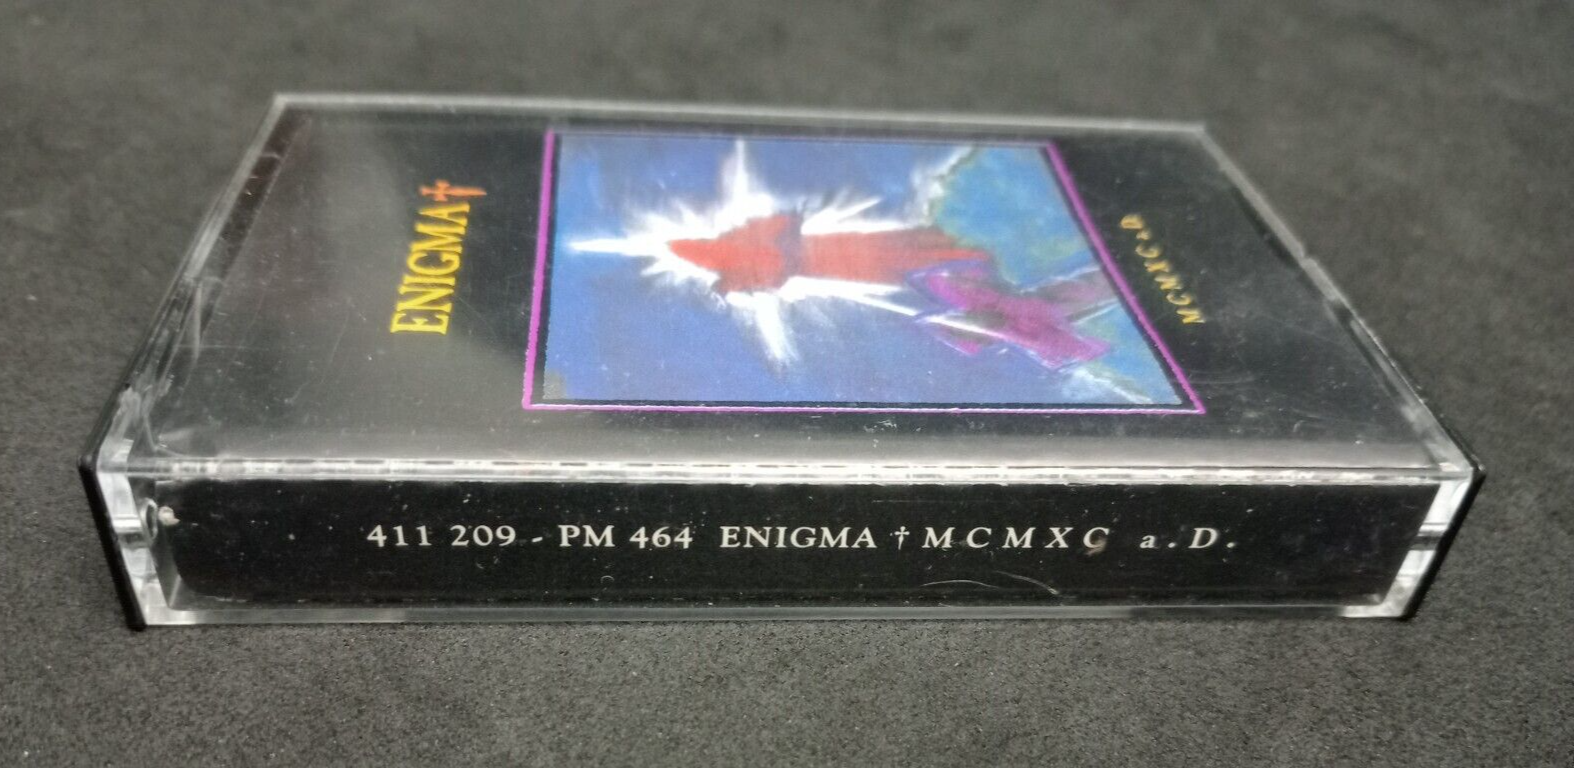 ENIGMA†
MCMXC a.D
411 209 - PM 464 ENIGMA † MCMXC a.D.